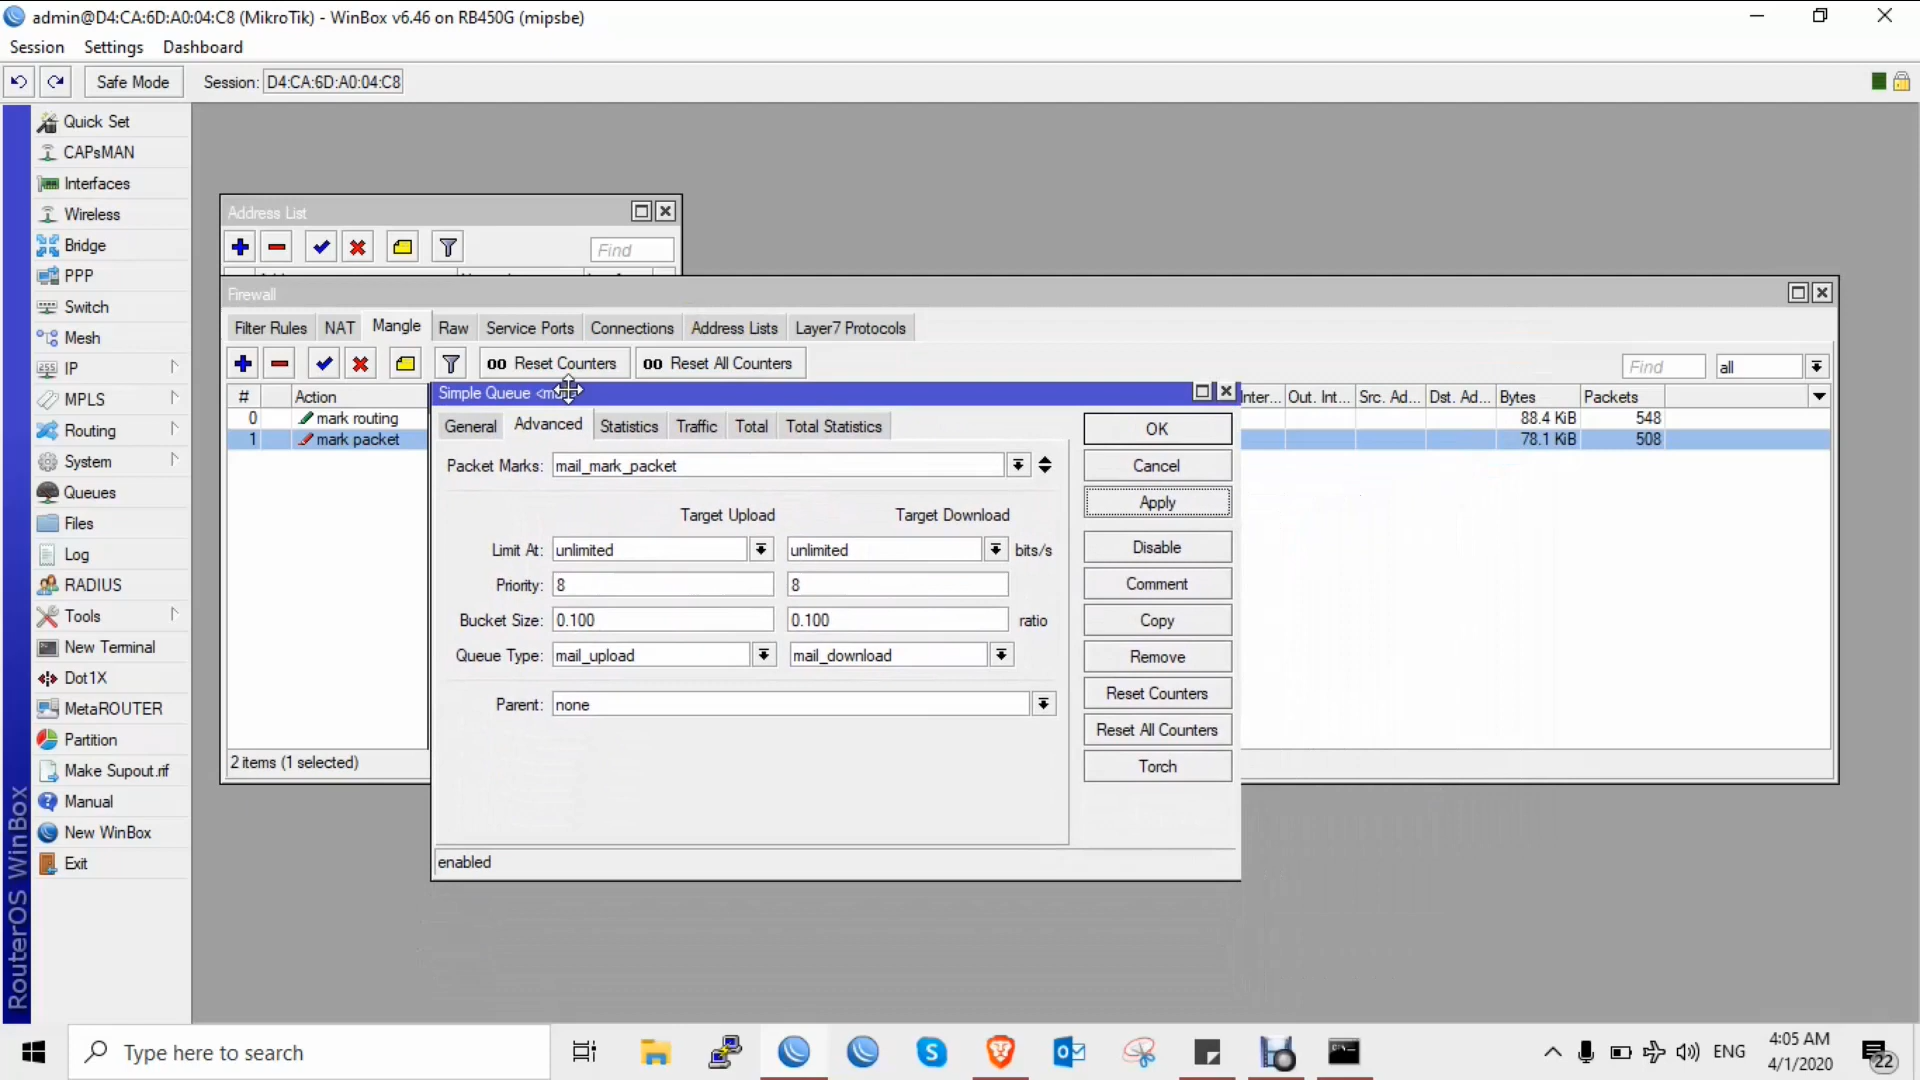 admin@D4:CA:6D:A0:04:C8 (MikroTik) - WinBox v6.46 on RB450G (mipsbe)
Session Settings Dashboard
Safe Mode Session: D4:CA:6D:A0:04:C8
Quick Set
CAPsMAN
Interfaces
Wireless
Bridge
PPP
Switch
Mesh
IP
MPLS
Routing
System
Queues
Files
Log
RADIUS
Tools
New Terminal
Dot1X
MetaROUTER
Partition
Make Supout.rif
Manual
New WinBox
Exit
RouterOS WinBox
Address List
Find
Firewall
Filter Rules NAT Mangle Raw Service Ports Connections Address Lists Layer7 Protocols
00 Reset Counters 00 Reset All Counters Find all
# Action Inter... Out. Int... Src. Ad... Dst. Ad... Bytes Packets
0 mark routing 88.4 KiB 548
1 mark packet 78.1 KiB 508
2 items (1 selected)
Simple Queue
General Advanced Statistics Traffic Total Total Statistics
Packet Marks: mail_mark_packet
Target Upload Target Download
Limit At: unlimited unlimited bits/s
Priority: 8 8
Bucket Size: 0.100 0.100 ratio
Queue Type: mail_upload mail_download
Parent: none
enabled
OK
Cancel
Apply
Disable
Comment
Copy
Remove
Reset Counters
Reset All Counters
Torch
Type here to search
ENG
4:05 AM
4/1/2020
22